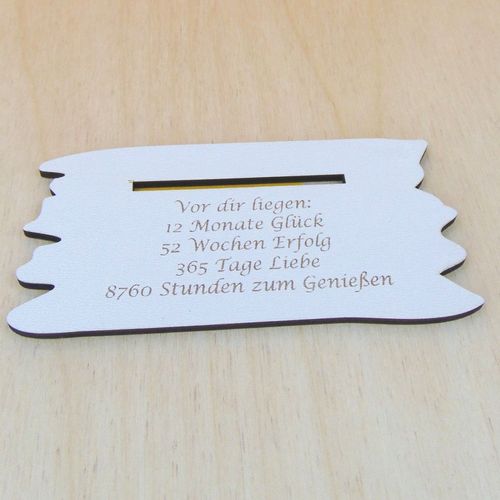 Vor dir liegen:
12 Monate Glück
52 Wochen Erfolg
365 Tage Liebe
8760 Stunden zum Genießen